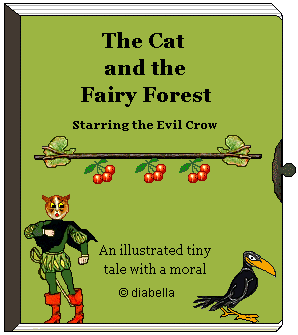 The Cat
and the
Fairy Forest
Starring the Evil Crow
An illustrated tiny
tale with a moral
© diabella